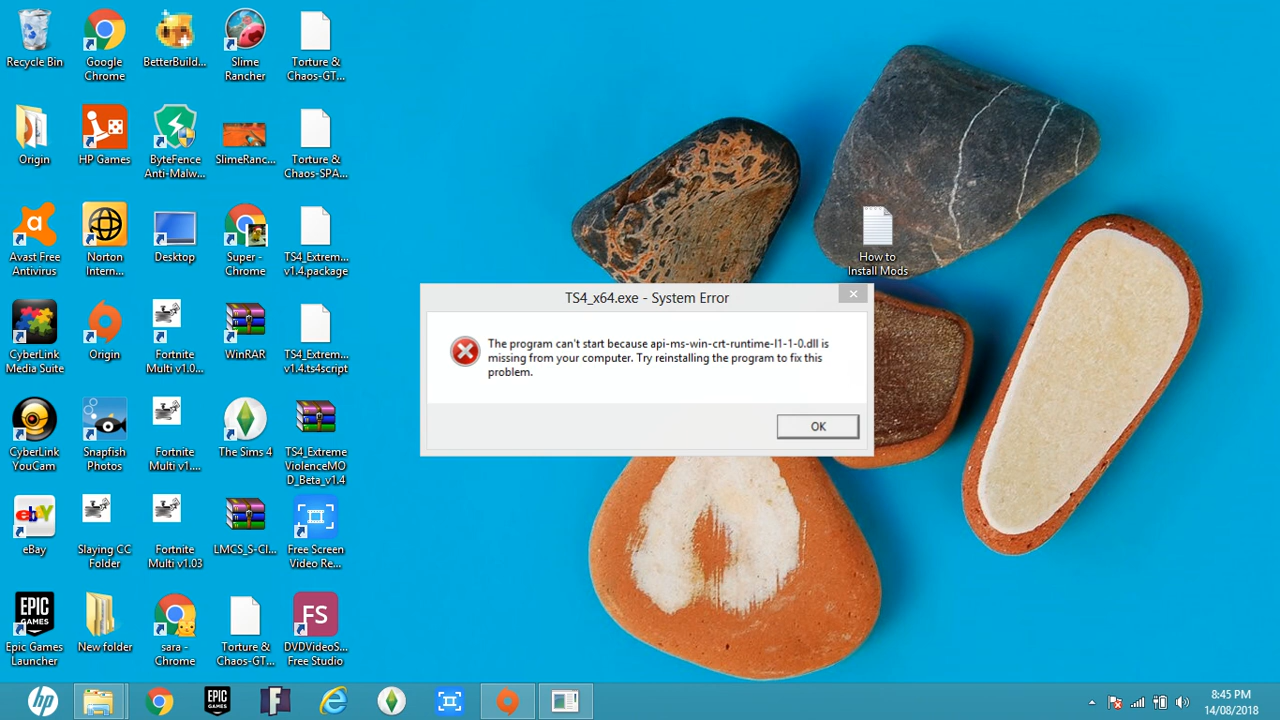 Recycle Bin
Google
Chrome
BetterBuild...
Slime
Rancher
Torture &
Chaos-GT...
Origin
HP Games
ByteFence
Anti-Malw...
SlimeRanc...
Torture &
Chaos-SPA...
Avast Free
Antivirus
Norton
Intern...
Desktop
Super -
Chrome
TS4_Extrem...
v1.4.package
How to
Install Mods
CyberLink
Media Suite
Origin
Fortnite
Multi v1.0...
WinRAR
TS4_Extrem...
v1.4.ts4script
TS4_x64.exe - System Error
The program can't start because api-ms-win-crt-runtime-l1-1-0.dll is
missing from your computer. Try reinstalling the program to fix this
problem.
OK
CyberLink
YouCam
Snapfish
Photos
Fortnite
Multi v1....
The Sims 4
TS4_Extreme
ViolenceMO
D_Beta_v1.4
ebY
eBay
Slaying CC
Folder
Fortnite
Multi v1.03
LMCS_S-Cl...
Free Screen
Video Re...
EPIC
GAMES
Epic Games
Launcher
New folder
sara -
Chrome
Torture &
Chaos-GT...
FS
DVDVideoS...
Free Studio
hp
EPIC
GAMES
F
8:45 PM
14/08/2018